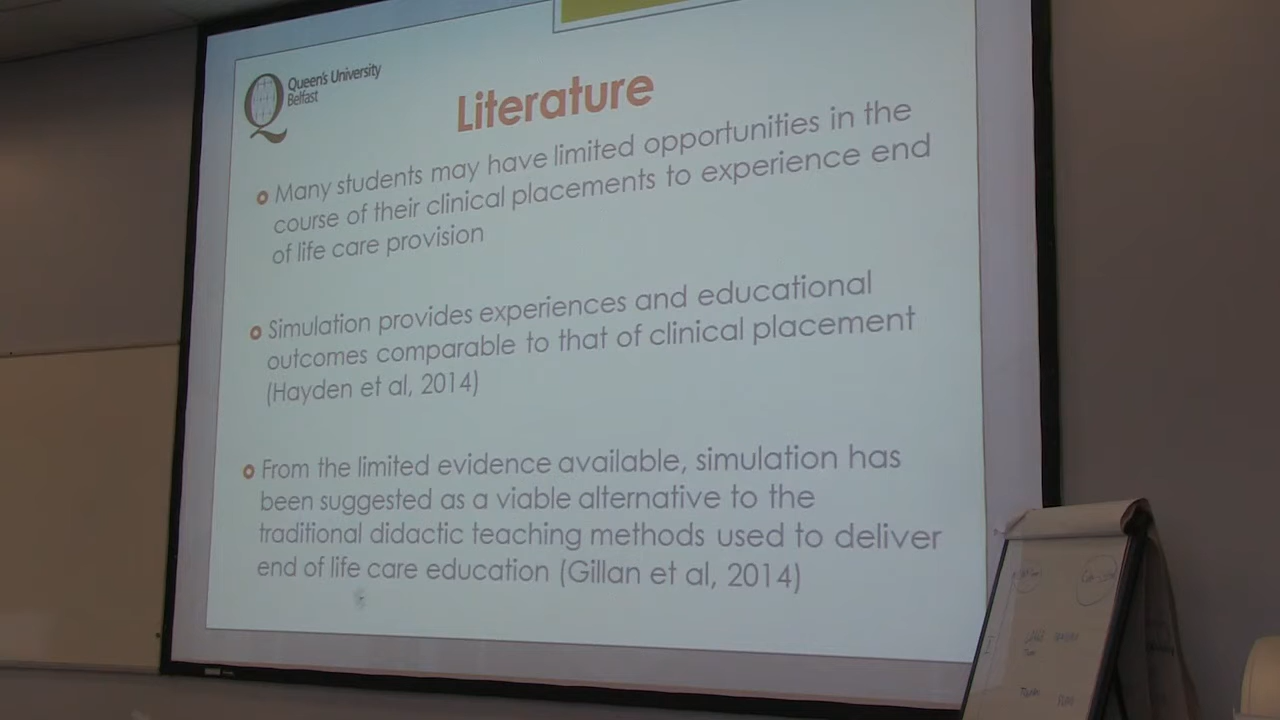 Queen's University
Belfast
Literature
Many students may have limited opportunities in the
course of their clinical placements to experience end
of life care provision
Simulation provides experiences and educational
outcomes comparable to that of clinical placement
(Hayden et al, 2014)
From the limited evidence available, simulation has
been suggested as a viable alternative to the
traditional didactic teaching methods used to deliver
end of life care education (Gillan et al, 2014)